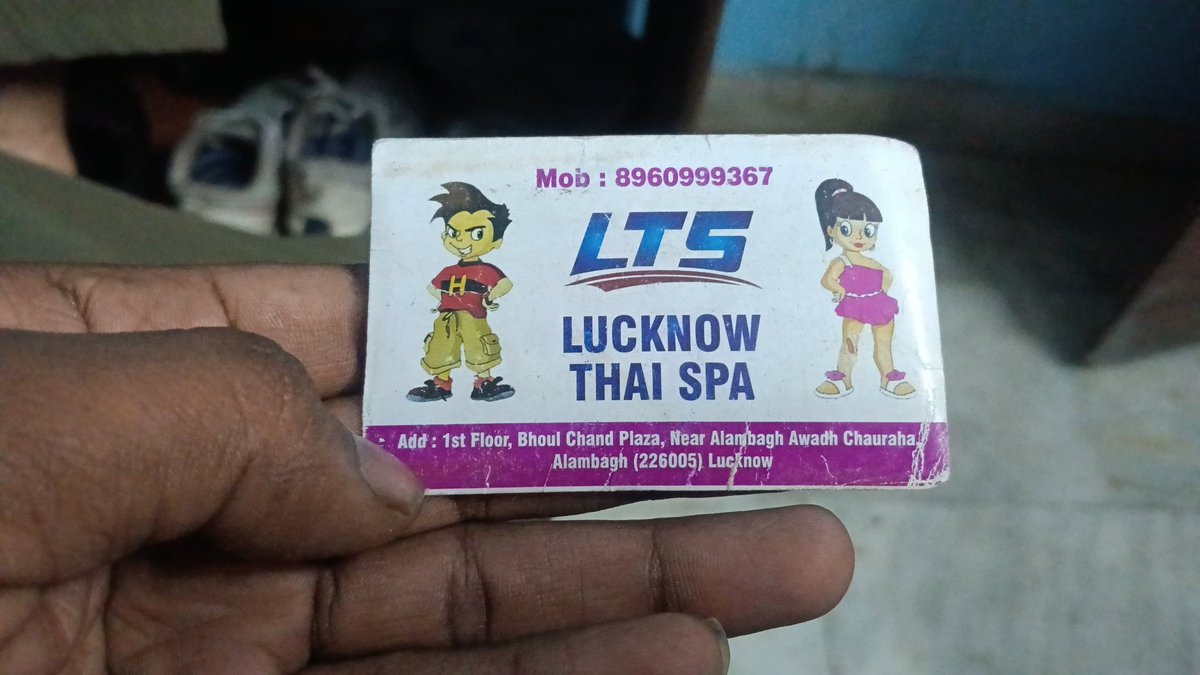 Mob : 8960999367
LTS
LUCKNOW
THAI SPA
H
Add : 1st Floor, Bhoul Chand Plaza, Near Alambagh Awadh Chauraha,
Alambagh (226005) Lucknow